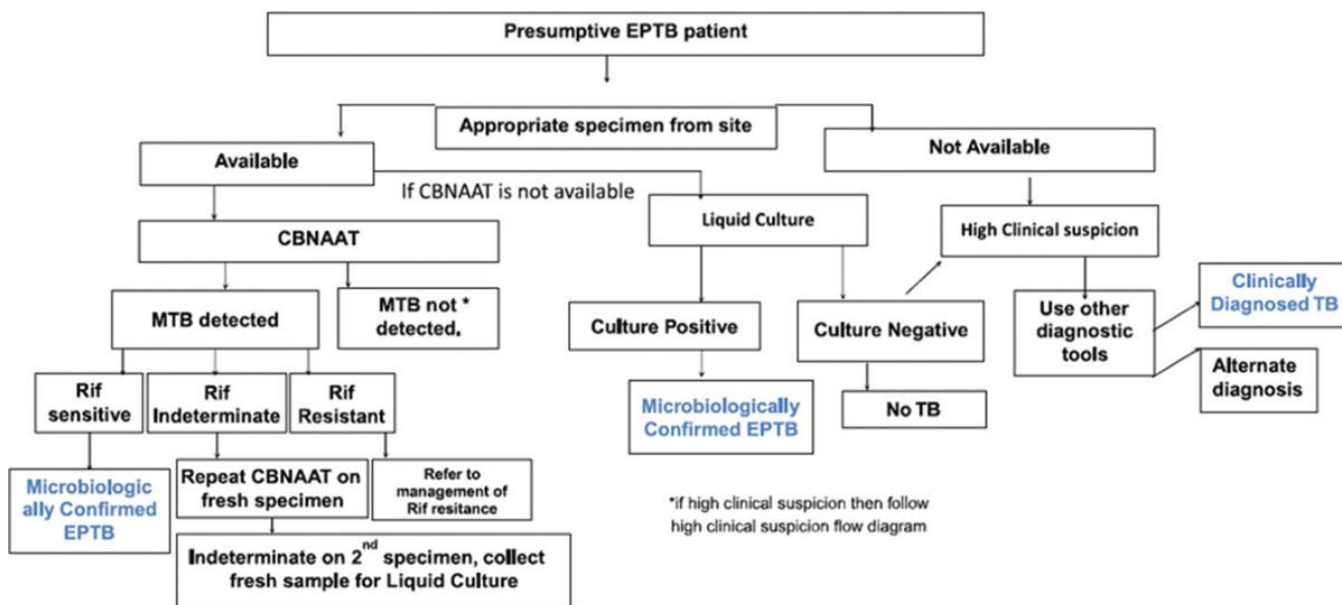 Presumptive EPTB patient
Appropriate specimen from site
Available
Not Available
If CBNAAT is not available
CBNAAT
Liquid Culture
High Clinical suspicion
MTB detected
MTB not *
detected.
Culture Positive
Culture Negative
Use other
diagnostic
tools
Clinically
Diagnosed TB
Alternate
diagnosis
Rif
sensitive
Rif
Indeterminate
Rif
Resistant
Microbiologically
Confirmed EPTB
No TB
Microbiologic
ally Confirmed
EPTB
Repeat CBNAAT on
fresh specimen
Refer to
management of
Rif resitance
*if high clinical suspicion then follow
high clinical suspicion flow diagram
Indeterminate on 2nd specimen, collect
fresh sample for Liquid Culture